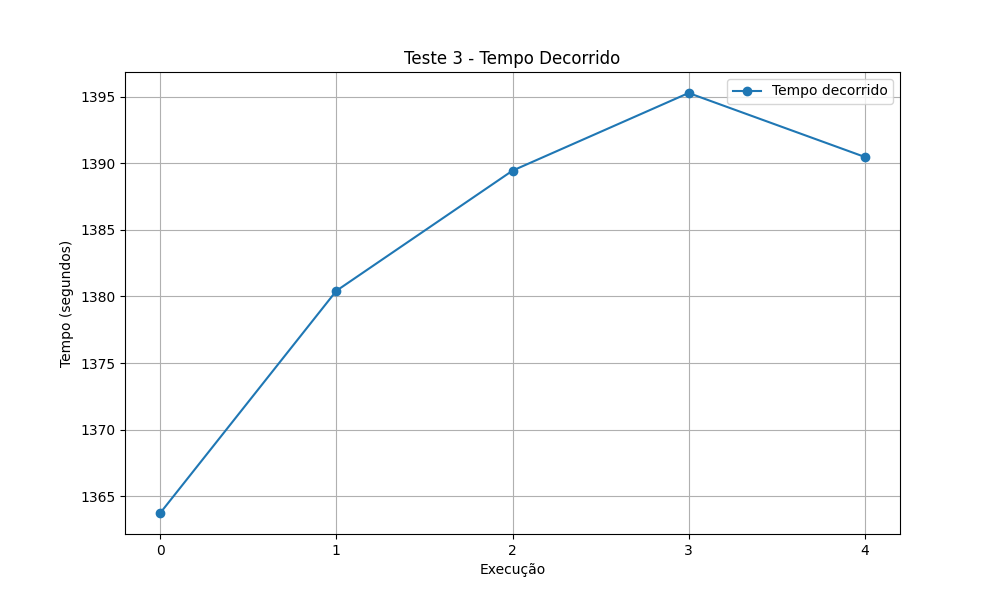 Teste 3 - Tempo Decorrido
Tempo decorrido
1395
1390
1385
1380
1375
1370
1365
Tempo (segundos)
0 1 2 3 4
Execução